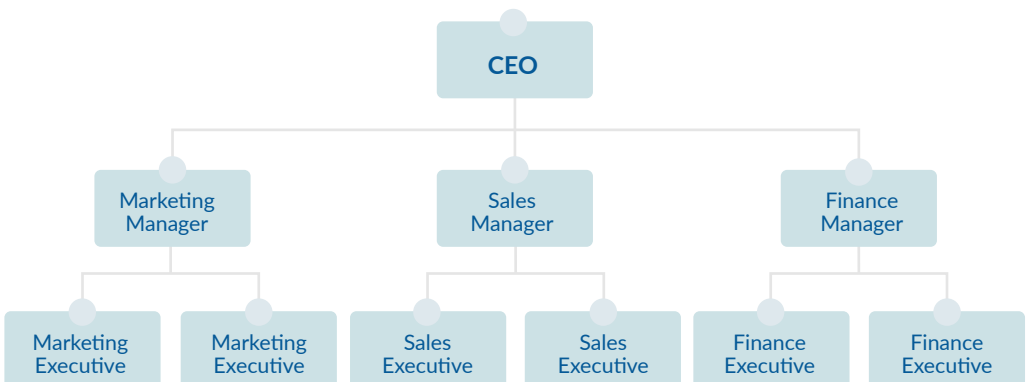 CEO
Marketing
Manager
Sales
Manager
Finance
Manager
Marketing
Executive
Marketing
Executive
Sales
Executive
Sales
Executive
Finance
Executive
Finance
Executive